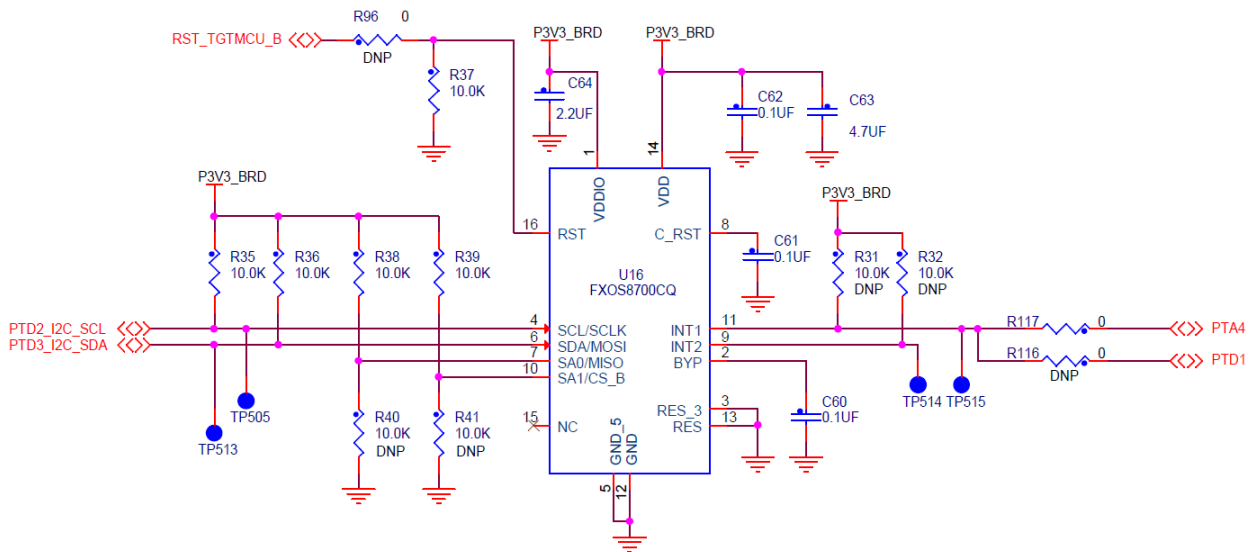 R96 0
RST_TGTMCU_B
DNP
R37
10.0K
P3V3_BRD
C64
2.2UF
P3V3_BRD
C62
0.1UF
C63
4.7UF
1
14
VDDIO
VDD
16
RST
C_RST
8
C61
0.1UF
U16
FXOS8700CQ
P3V3_BRD
R35
10.0K
R36
10.0K
R38
10.0K
R39
10.0K
P3V3_BRD
R31
10.0K
DNP
R32
10.0K
DNP
PTD2_I2C_SCL
PTD3_I2C_SDA
4
SCL/SCLK
6
SDA/MOSI
7
SA0/MISO
10
SA1/CS_B
INT1
11
INT2
9
BYP
2
R117 0
PTA4
R116 0
DNP
PTD1
TP505
TP513
R40
10.0K
DNP
R41
10.0K
DNP
15
NC
RES_3
3
RES
13
C60
0.1UF
TP514
TP515
GND_5
GND
5
12